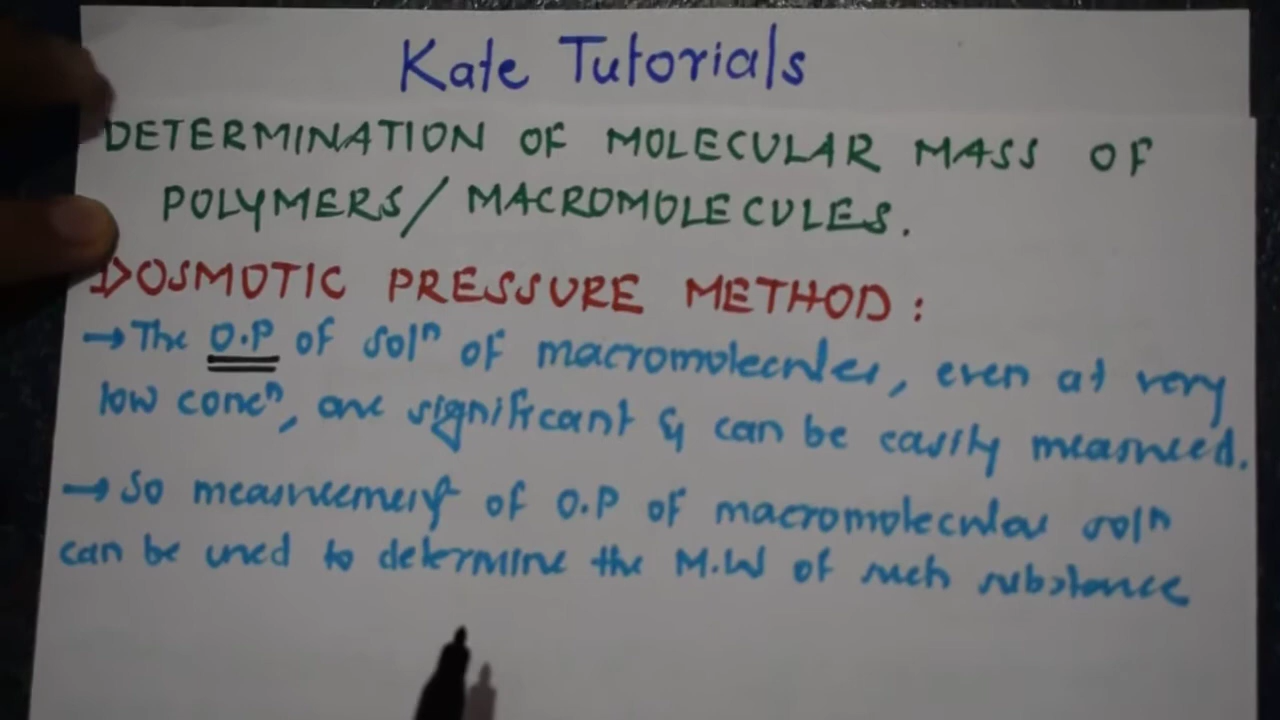 Kate Tutorials
DETERMINATION OF MOLECULAR MASS OF
POLYMERS/ MACROMOLECULES.
1) OSMOTIC PRESSURE METHOD:
→ The O.P of solⁿ of macromolecules, even at very
low concⁿ, are significant & can be easily measured.
→ So measurement of O.P of macromolecular solⁿ
can be used to determine the M.W of such substance